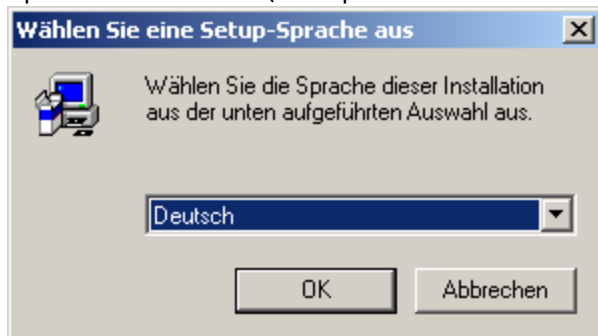 Wählen Sie eine Setup-Sprache aus
Wählen Sie die Sprache dieser Installation
aus der unten aufgeführten Auswahl aus.
Deutsch
OK
Abbrechen